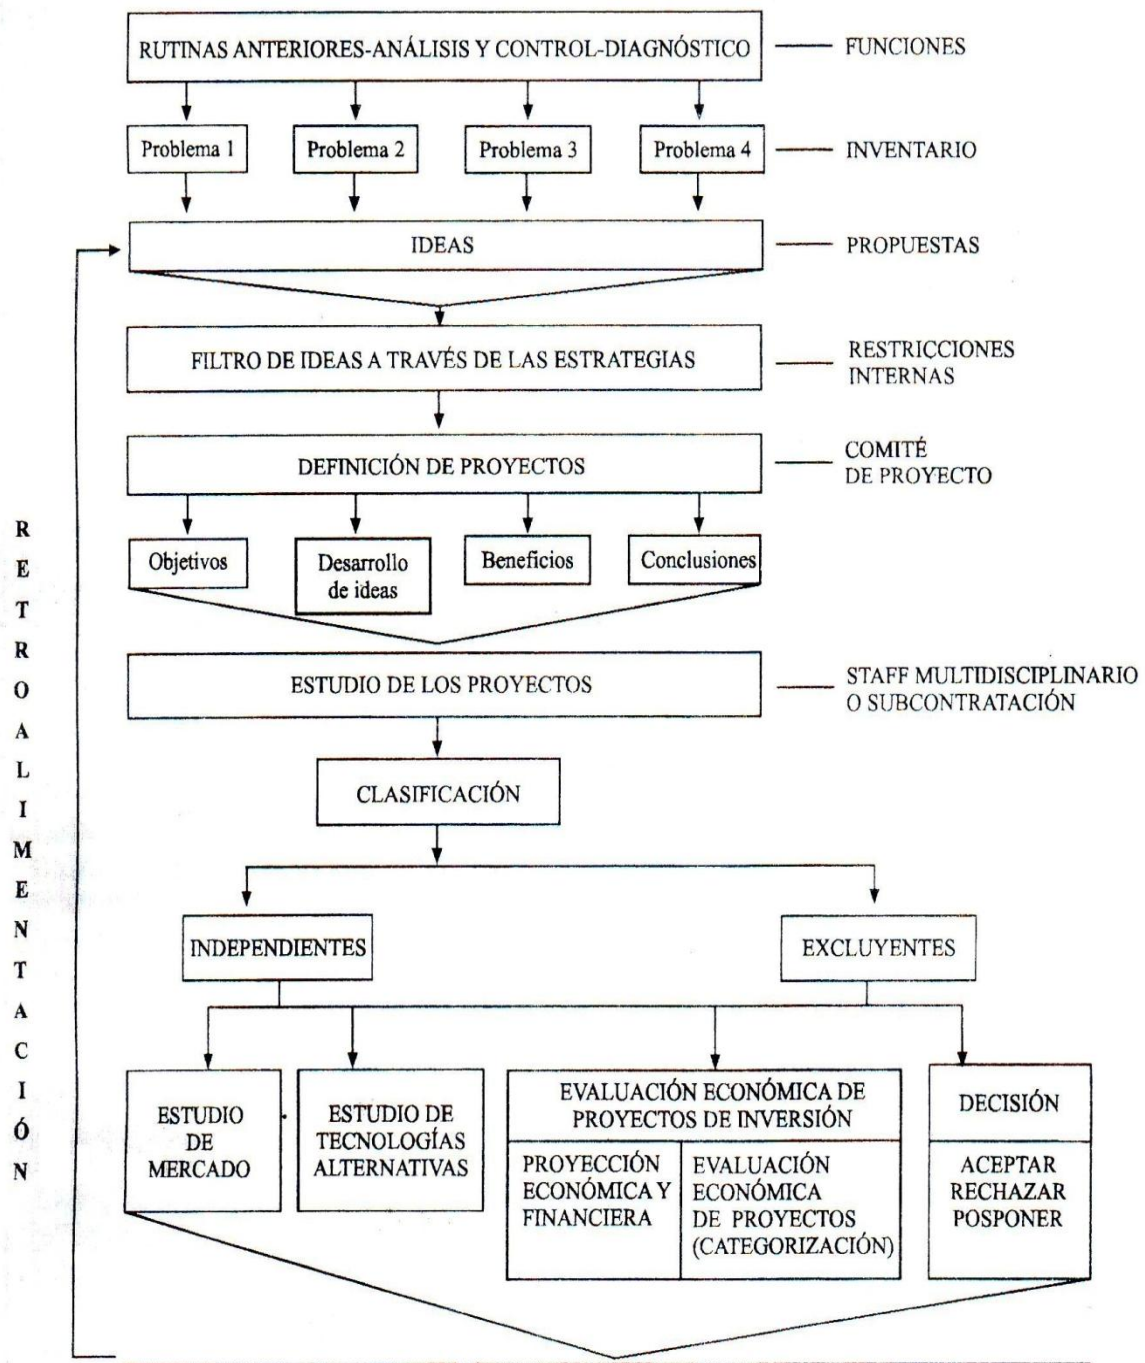 RUTINAS ANTERIORES-ANÁLISIS Y CONTROL-DIAGNÓSTICO
FUNCIONES
Problema 1
Problema 2
Problema 3
Problema 4
INVENTARIO
IDEAS
PROPUESTAS
FILTRO DE IDEAS A TRAVÉS DE LAS ESTRATEGIAS
RESTRICCIONES
INTERNAS
DEFINICIÓN DE PROYECTOS
COMITÉ
DE PROYECTO
Objetivos
Desarrollo
de ideas
Beneficios
Conclusiones
ESTUDIO DE LOS PROYECTOS
STAFF MULTIDISCIPLINARIO
O SUBCONTRATACIÓN
CLASIFICACIÓN
INDEPENDIENTES
EXCLUYENTES
ESTUDIO
DE
MERCADO
ESTUDIO DE
TECNOLOGÍAS
ALTERNATIVAS
EVALUACIÓN ECONÓMICA DE
PROYECTOS DE INVERSIÓN
PROYECCIÓN
ECONÓMICA Y
FINANCIERA
EVALUACIÓN
ECONÓMICA
DE PROYECTOS
(CATEGORIZACIÓN)
DECISIÓN
ACEPTAR
RECHAZAR
POSPONER
RETROALIMENTACIÓN